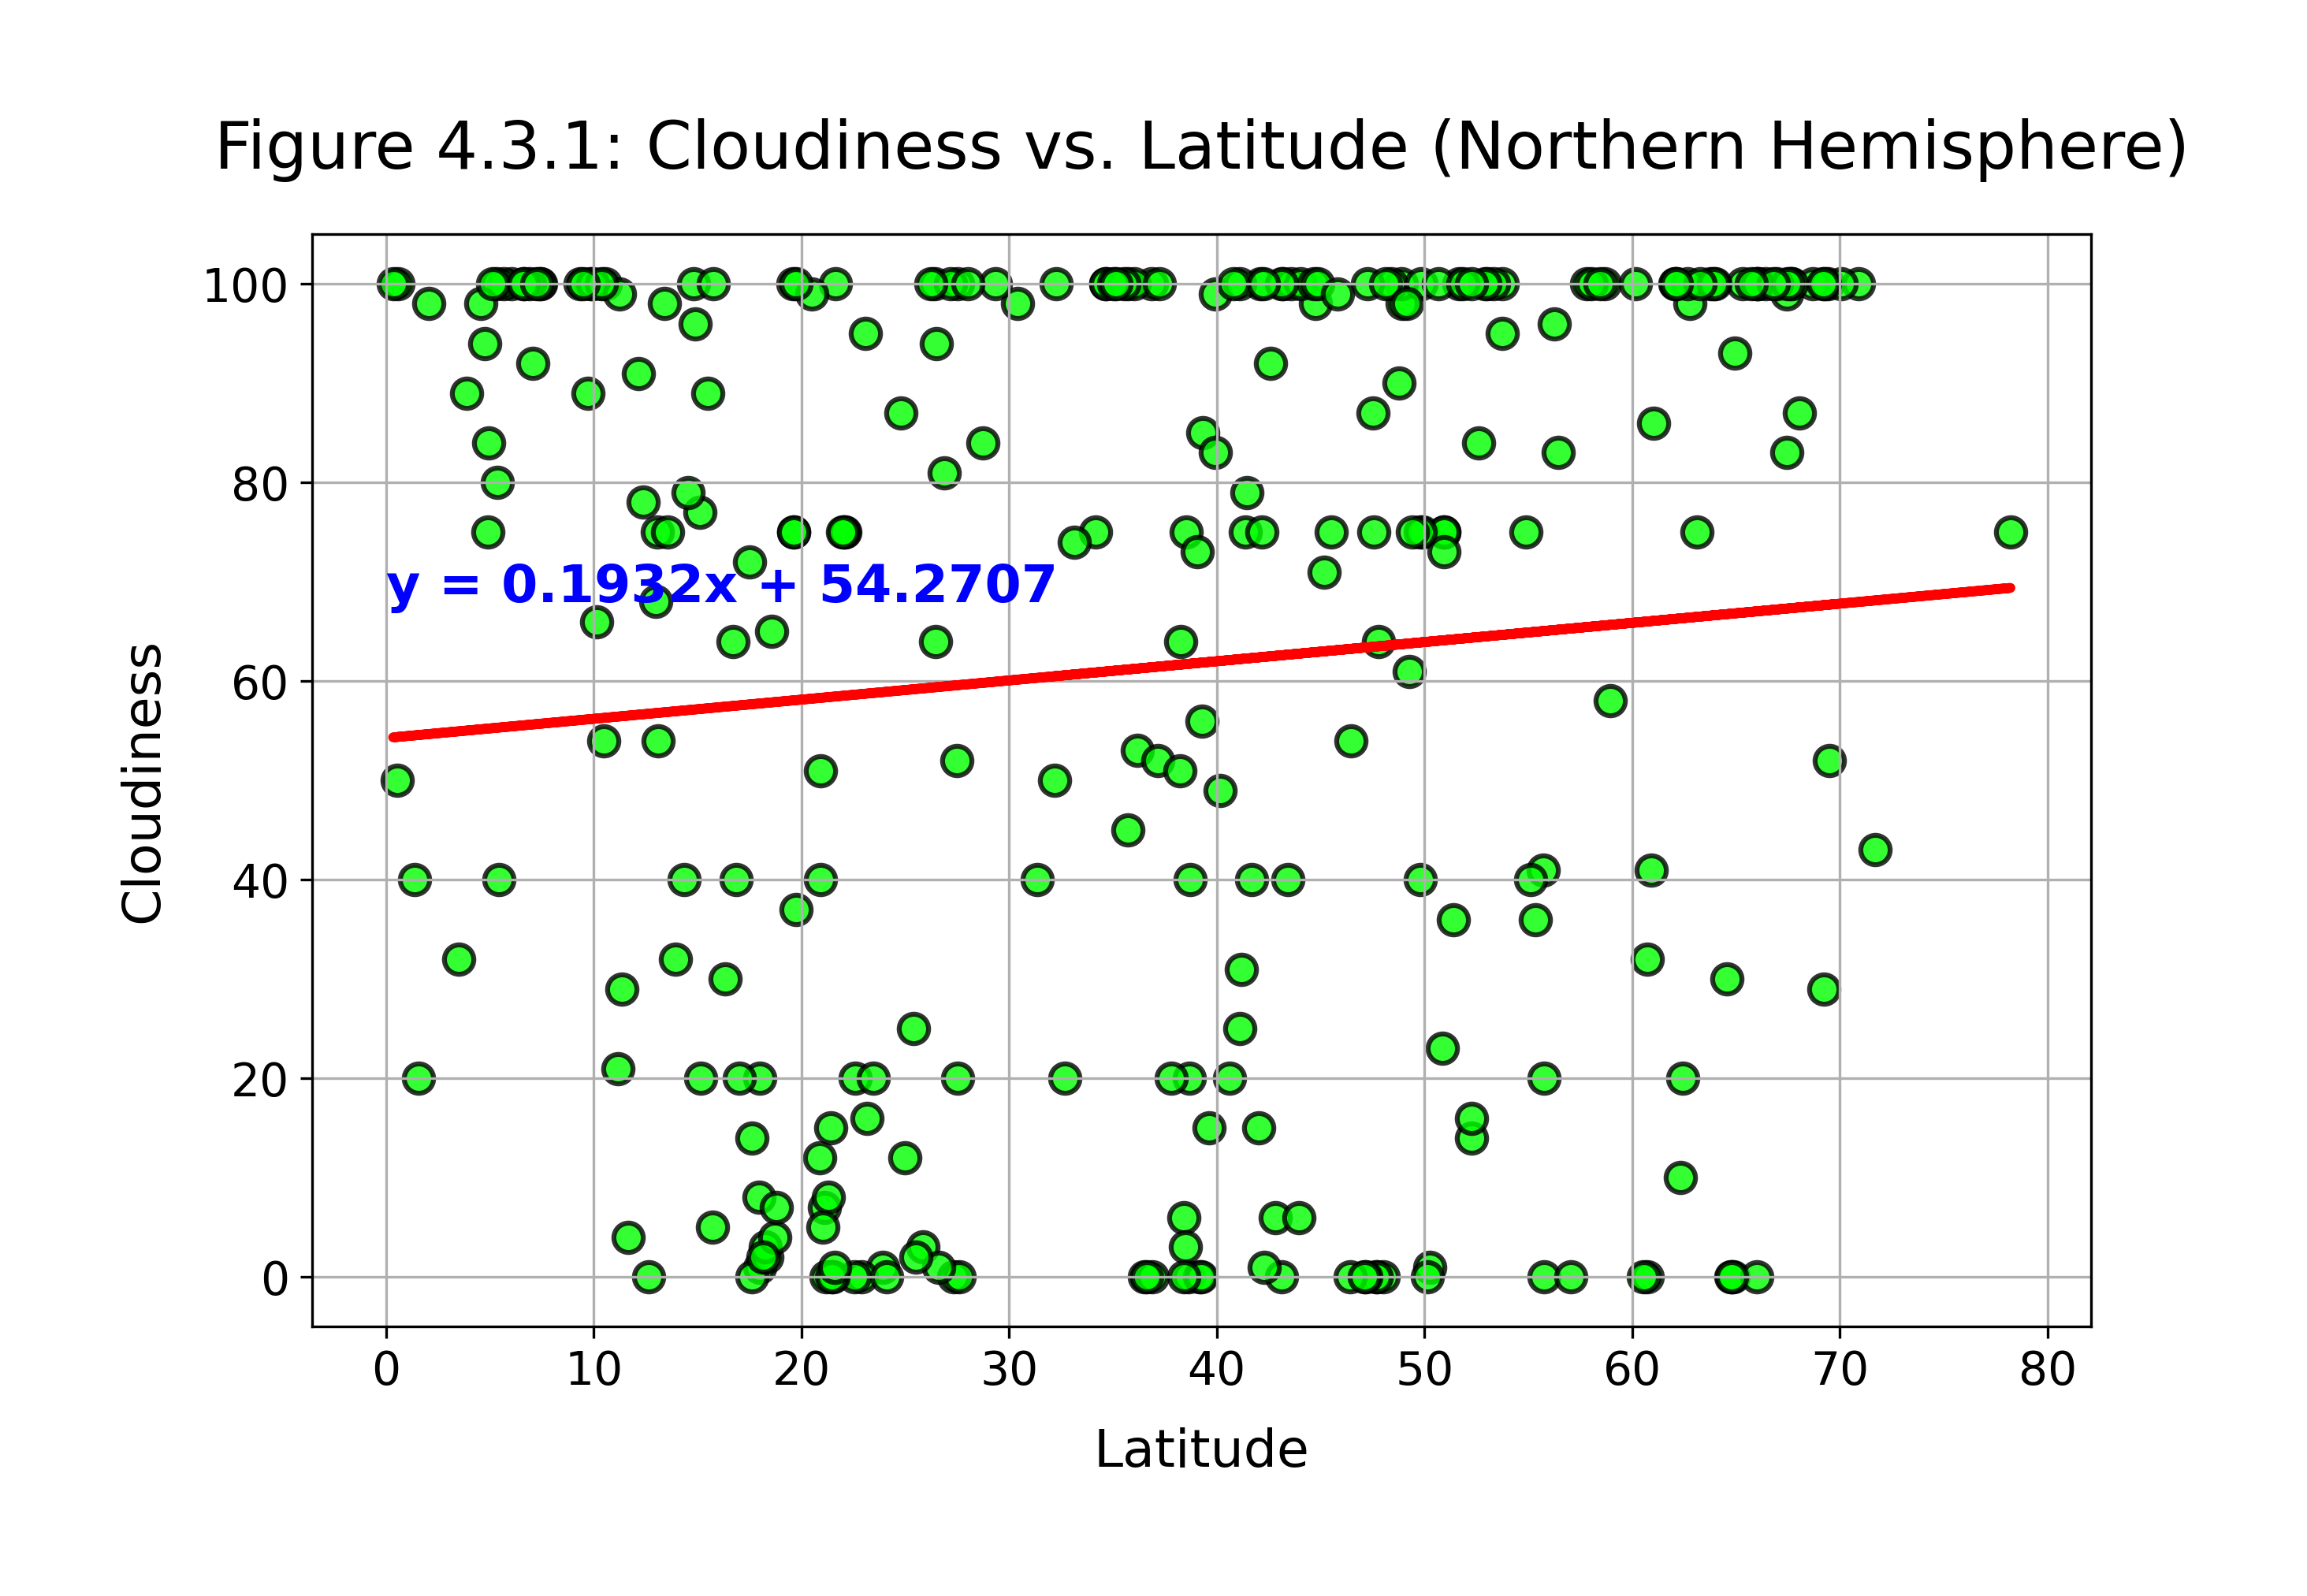 Figure 4.3.1: Cloudiness vs. Latitude (Northern Hemisphere)
100
80
y = 0.1932x + 54.2707
60
40
20
0
Cloudiness
0 10 20 30 40 50 60 70 80
Latitude